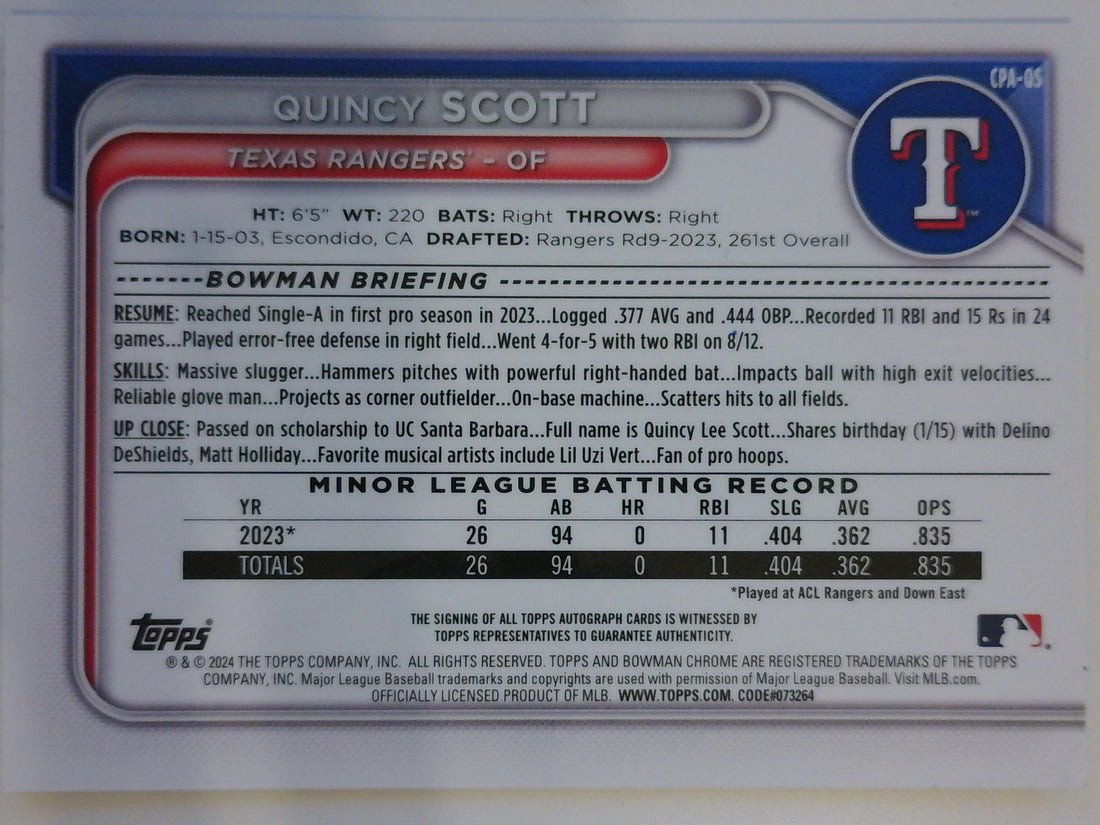 CPA-QS
QUINCY SCOTT
TEXAS RANGERS - OF
T™
HT: 6'5" WT: 220 BATS: Right THROWS: Right
BORN: 1-15-03, Escondido, CA DRAFTED: Rangers Rd9-2023, 261st Overall
-------BOWMAN BRIEFING--------
RESUME: Reached Single-A in first pro season in 2023...Logged .377 AVG and .444 OBP...Recorded 11 RBI and 15 Rs in 24
games...Played error-free defense in right field...Went 4-for-5 with two RBI on 8/12.
SKILLS: Massive slugger...Hammers pitches with powerful right-handed bat...Impacts ball with high exit velocities...
Reliable glove man...Projects as corner outfielder...On-base machine...Scatters hits to all fields.
UP CLOSE: Passed on scholarship to UC Santa Barbara...Full name is Quincy Lee Scott...Shares birthday (1/15) with Delino
DeShields, Matt Holliday...Favorite musical artists include Lil Uzi Vert...Fan of pro hoops.
MINOR LEAGUE BATTING RECORD
YR G AB HR RBI SLG AVG OPS
2023* 26 94 0 11 .404 .362 .835
TOTALS 26 94 0 11 .404 .362 .835
*Played at ACL Rangers and Down East
topps®
THE SIGNING OF ALL TOPPS AUTOGRAPH CARDS IS WITNESSED BY
TOPPS REPRESENTATIVES TO GUARANTEE AUTHENTICITY.
® & © 2024 THE TOPPS COMPANY, INC. ALL RIGHTS RESERVED. TOPPS AND BOWMAN CHROME ARE REGISTERED TRADEMARKS OF THE TOPPS
COMPANY, INC. Major League Baseball trademarks and copyrights are used with permission of Major League Baseball. Visit MLB.com.
OFFICIALLY LICENSED PRODUCT OF MLB. WWW.TOPPS.COM. CODE#073264